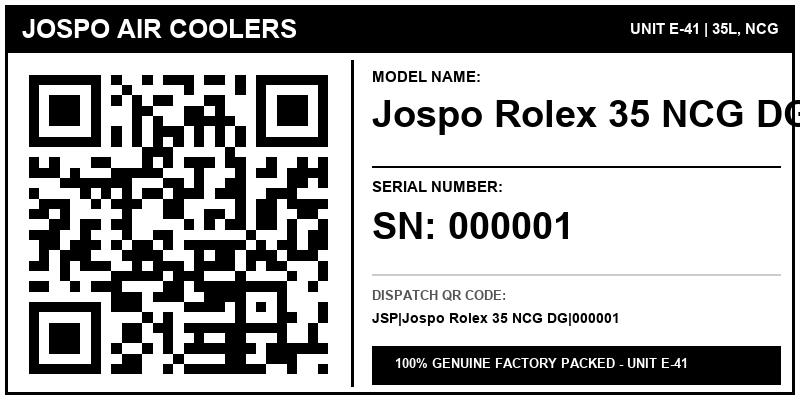 JOSPO AIR COOLERS
UNIT E-41 | 35L, NCG
MODEL NAME:
Jospo Rolex 35 NCG DG
SERIAL NUMBER:
SN: 000001
DISPATCH QR CODE:
JSP|Jospo Rolex 35 NCG DG|000001
100% GENUINE FACTORY PACKED - UNIT E-41